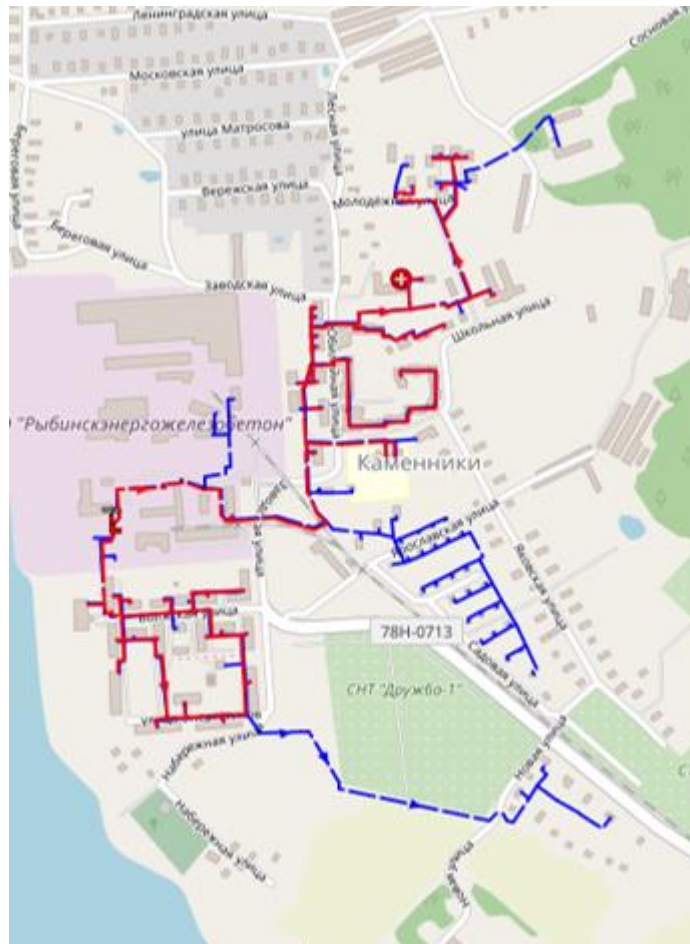 Ленинградская улица
Сосновая
Московская улица
Лесная улица
улица Матросова
Береговая улица
Вережская улица
Молодёжная улица
Береговая улица
Заводская улица
Школьная улица
"Рыбинскэнергожелезобетон"
Каменники
Ярославская улица
Яковская улица
78Н-0713
Садовая улица
СНТ "Дружба-1"
Новая улица
Набережная улица
Набережная улица
Новая улица